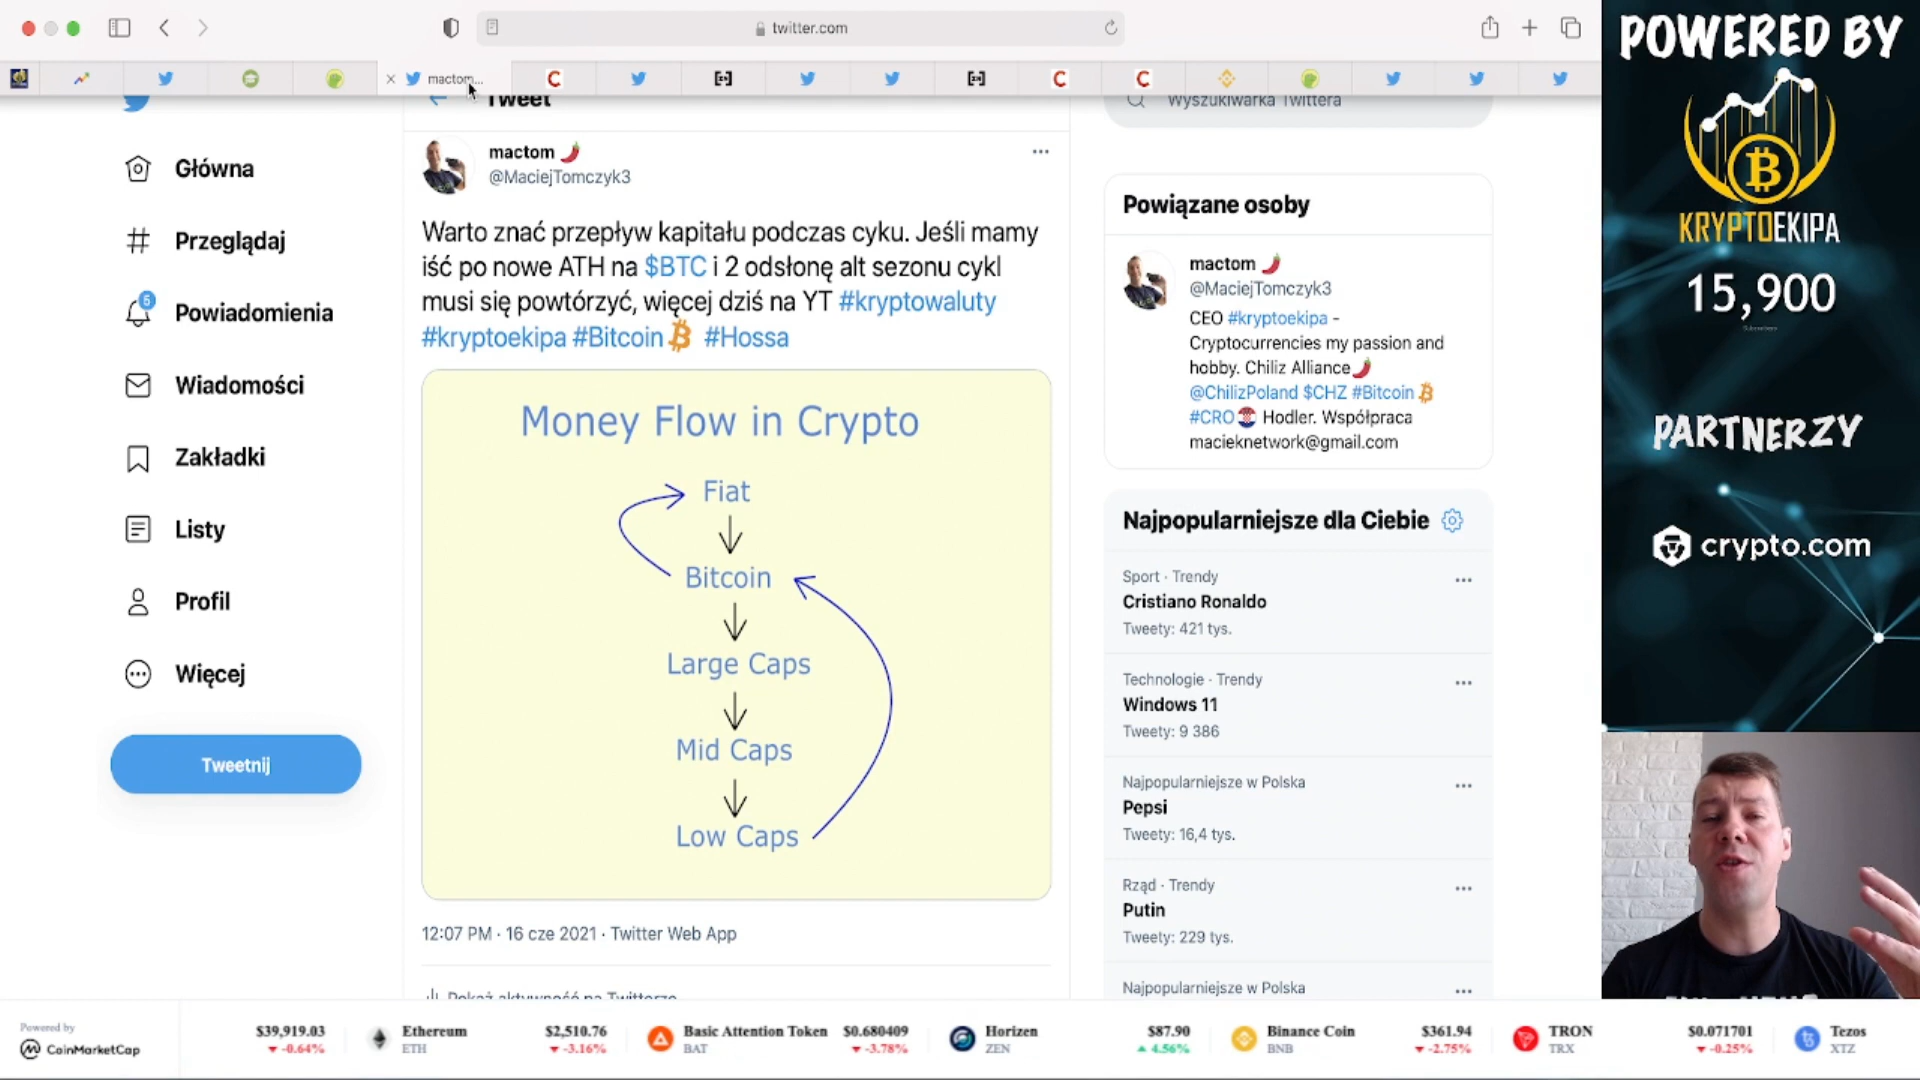 twitter.com
mactom...
Tweet
Wyszukiwarka Twittera
Główna
Przeglądaj
5
Powiadomienia
Wiadomości
Zakładki
Listy
Profil
Więcej
Tweetnij
mactom
@MaciejTomczyk3
Warto znać przepływ kapitału podczas cyku. Jeśli mamy
iść po nowe ATH na $BTC i 2 odsłonę alt sezonu cykl
musi się powtórzyć, więcej dziś na YT #kryptowaluty
#kryptoekipa #Bitcoin #Hossa
Money Flow in Crypto
Fiat
Bitcoin
Large Caps
Mid Caps
Low Caps
12:07 PM · 16 cze 2021 · Twitter Web App
Pokaż aktywność na Twitterze
Powiązane osoby
mactom
@MaciejTomczyk3
CEO #kryptoekipa -
Cryptocurrencies my passion and
hobby. Chiliz Alliance
@ChilizPoland $CHZ #Bitcoin
#CRO Hodler. Współpraca
macieknetwork@gmail.com
Najpopularniejsze dla Ciebie
Sport · Trendy
Cristiano Ronaldo
Tweety: 421 tys.
Technologie · Trendy
Windows 11
Tweety: 9 386
Najpopularniejsze w Polska
Pepsi
Tweety: 16,4 tys.
Rząd · Trendy
Putin
Tweety: 229 tys.
Najpopularniejsze w Polska
POWERED BY
KRYPTOEKIPA
15,900
PARTNERZY
crypto.com
Powered by
CoinMarketCap
$39,919.03
-0.64%
Ethereum
ETH
$2,510.76
-3.16%
Basic Attention Token
BAT
$0.680409
-3.78%
Horizen
ZEN
$87.90
4.56%
Binance Coin
BNB
$361.94
-2.75%
TRON
TRX
$0.071701
-0.25%
Tezos
XTZ